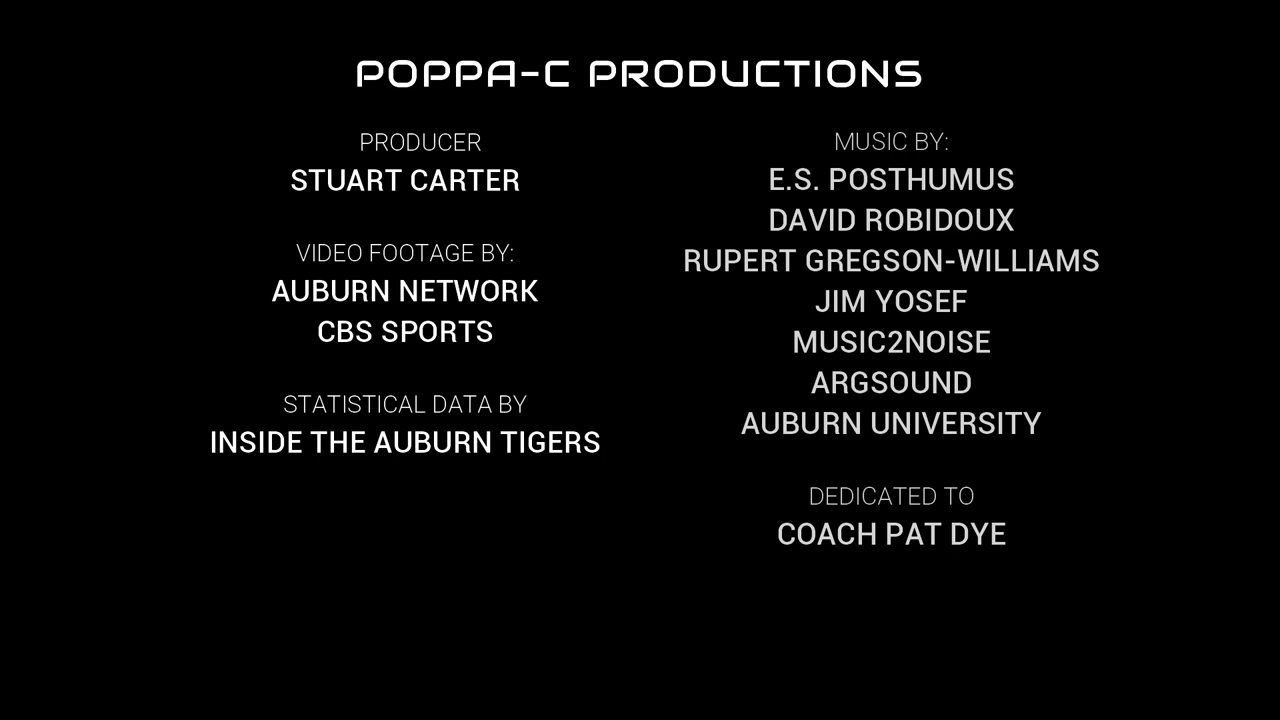 POPPA-C PRODUCTIONS
PRODUCER
STUART CARTER
VIDEO FOOTAGE BY:
AUBURN NETWORK
CBS SPORTS
STATISTICAL DATA BY
INSIDE THE AUBURN TIGERS
MUSIC BY:
E.S. POSTHUMUS
DAVID ROBIDOUX
RUPERT GREGSON-WILLIAMS
JIM YOSEF
MUSIC2NOISE
ARGSOUND
AUBURN UNIVERSITY
DEDICATED TO
COACH PAT DYE